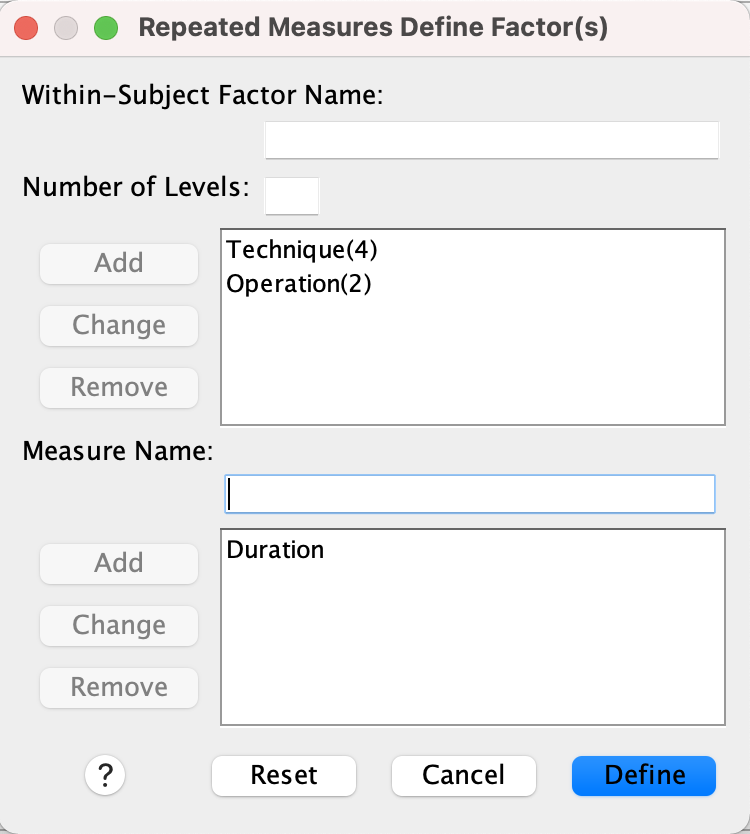 Repeated Measures Define Factor(s)
Within-Subject Factor Name:
Number of Levels:
Add
Change
Remove
Technique(4)
Operation(2)
Measure Name:
Add
Change
Remove
Duration
?
Reset
Cancel
Define